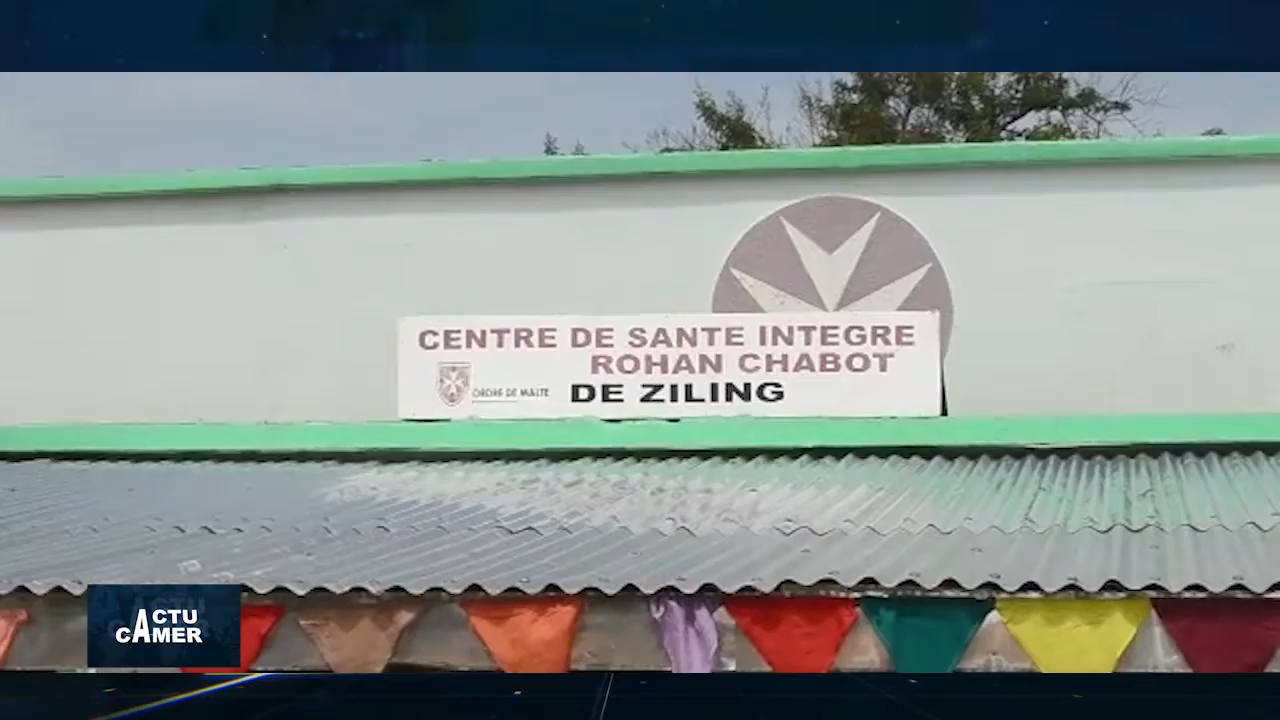 CENTRE DE SANTE INTEGRE
ROHAN CHABOT
ORDRE DE MALTE
DE ZILING
ACTU
CAMER